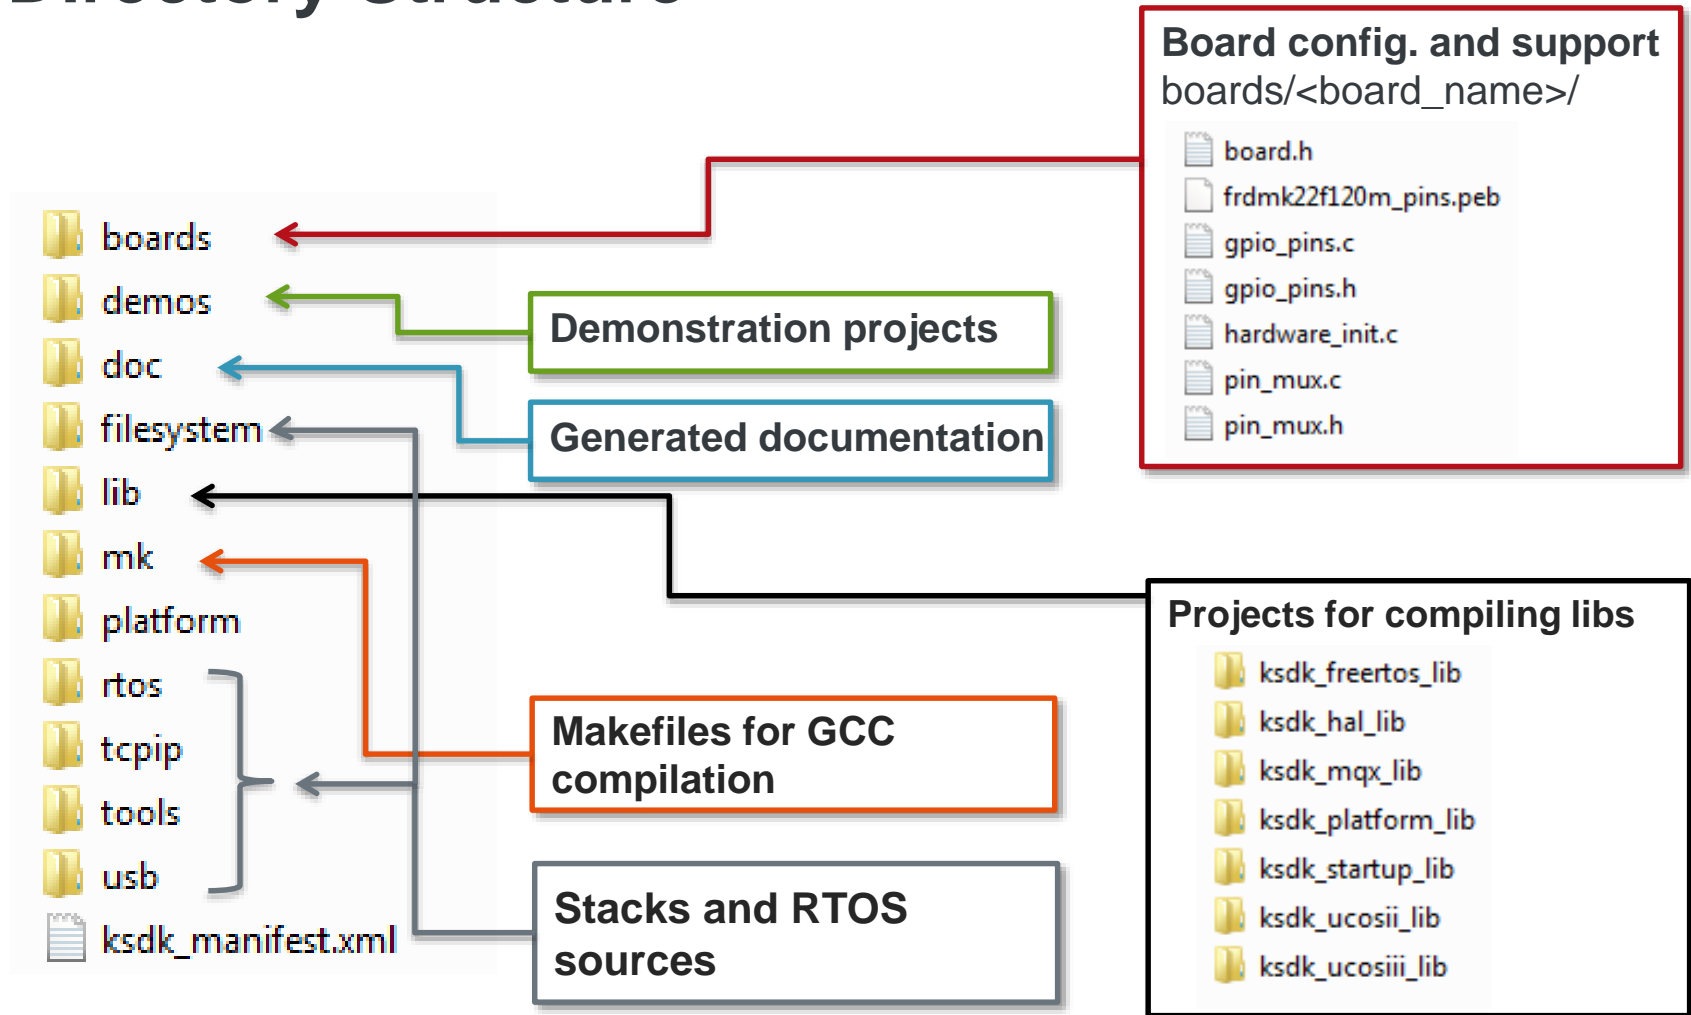 Directory Structure
boards
demos
doc
filesystem
lib
mk
platform
rtos
tcpip
tools
usb
ksdk_manifest.xml
Demonstration projects
Generated documentation
Makefiles for GCC
compilation
Stacks and RTOS
sources
Board config. and support
boards/<board_name>/
board.h
frdmk22f120m_pins.peb
gpio_pins.c
gpio_pins.h
hardware_init.c
pin_mux.c
pin_mux.h
Projects for compiling libs
ksdk_freertos_lib
ksdk_hal_lib
ksdk_mqx_lib
ksdk_platform_lib
ksdk_startup_lib
ksdk_ucosii_lib
ksdk_ucosiii_lib